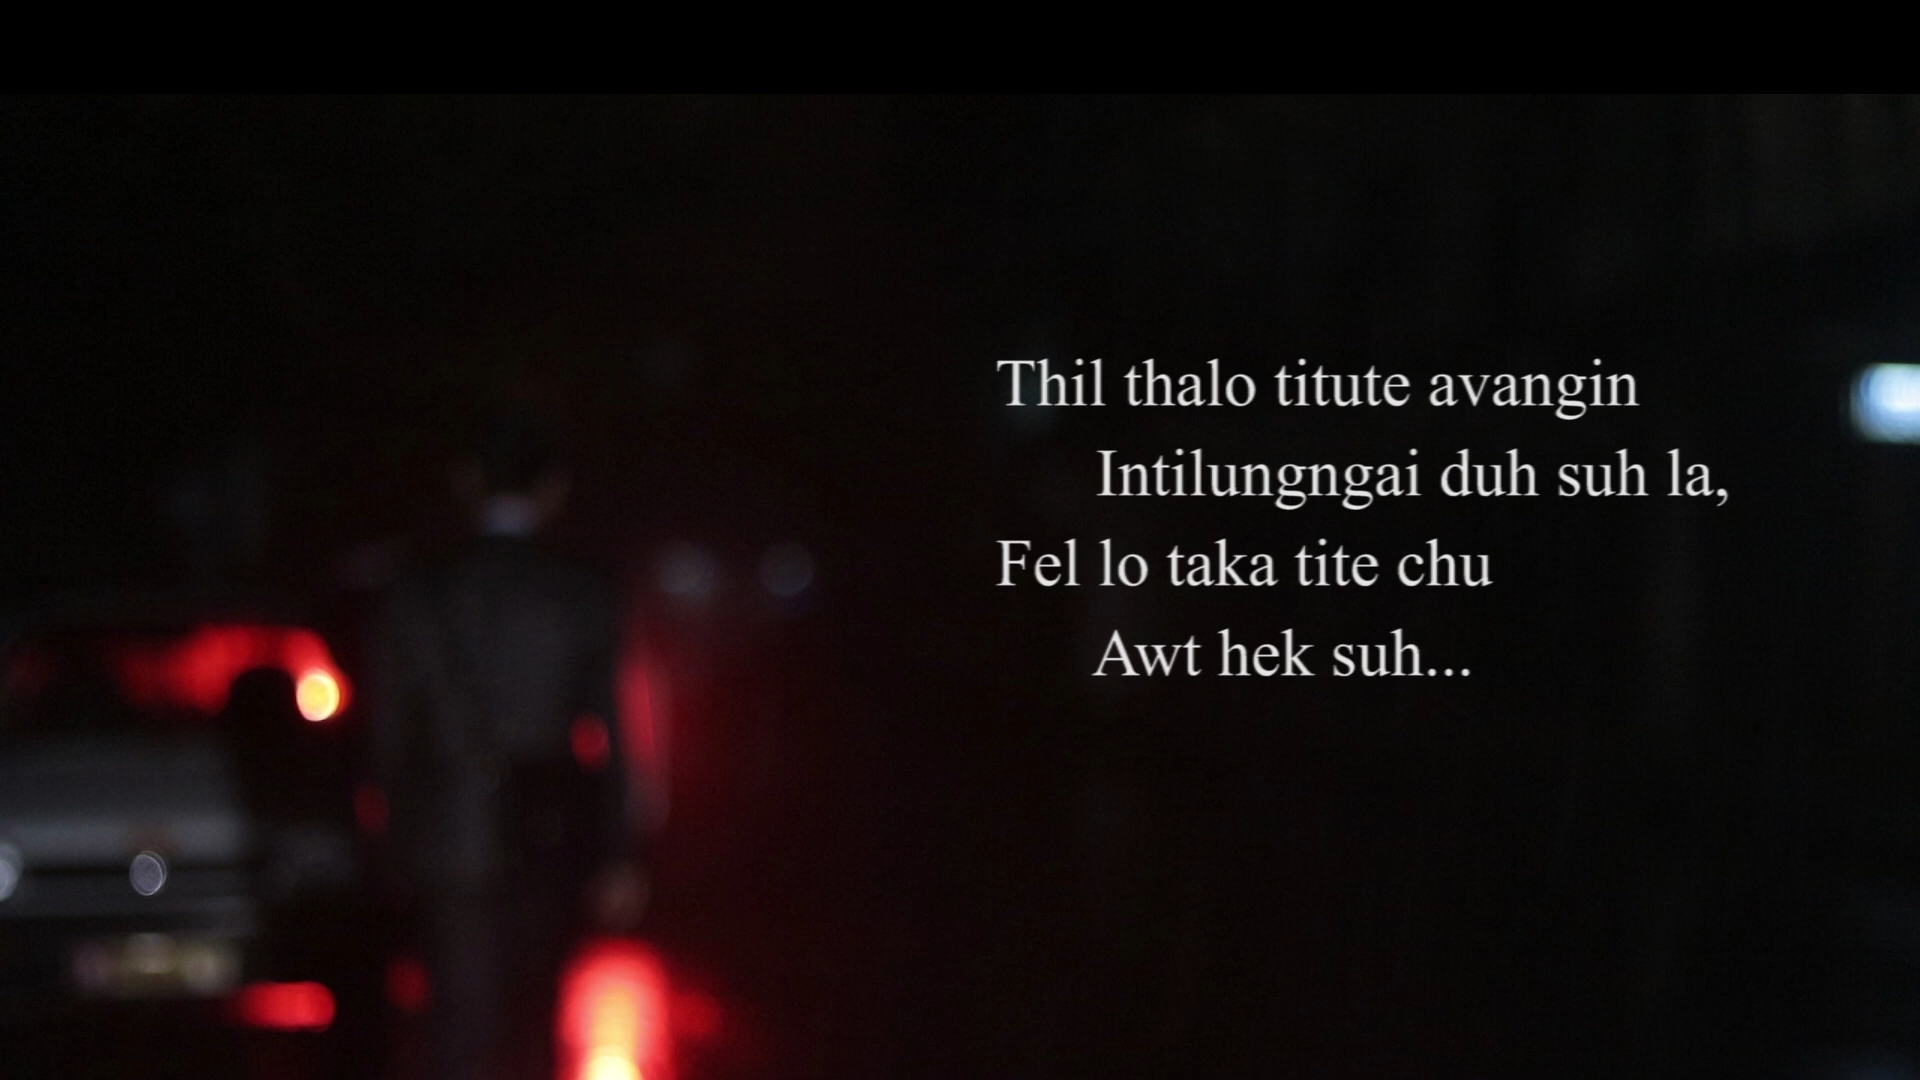 Thil thalo titute avangin
Intilungngai duh suh la,
Fel lo taka tite chu
Awt hek suh...